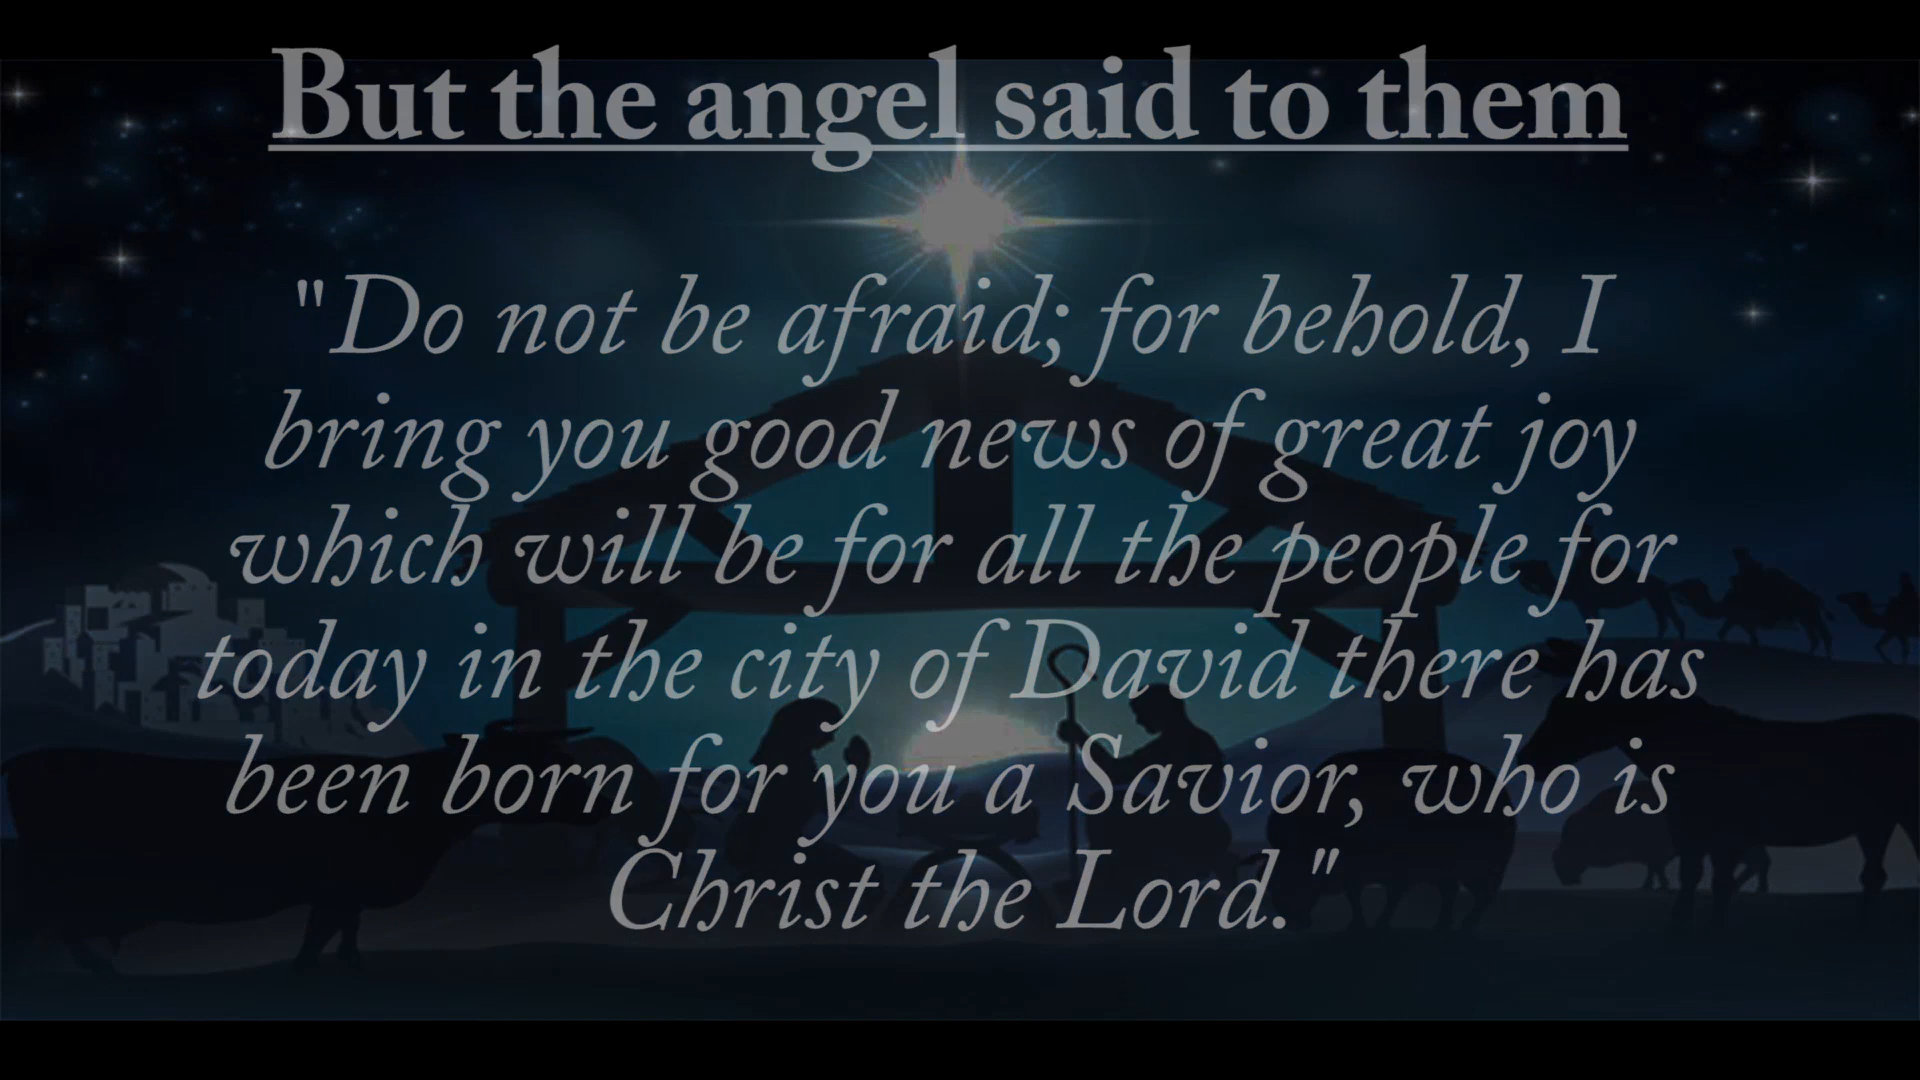 But the angel said to them
"Do not be afraid; for behold, I
bring you good news of great joy
which will be for all the people for
today in the city of David there has
been born for you a Savior, who is
Christ the Lord."